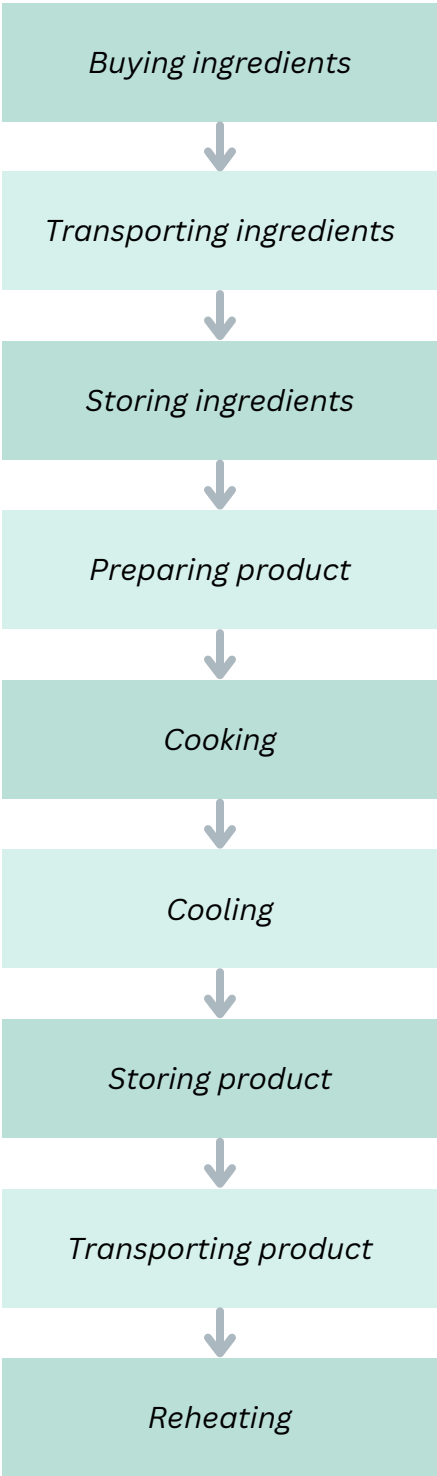 Buying ingredients
Transporting ingredients
Storing ingredients
Preparing product
Cooking
Cooling
Storing product
Transporting product
Reheating